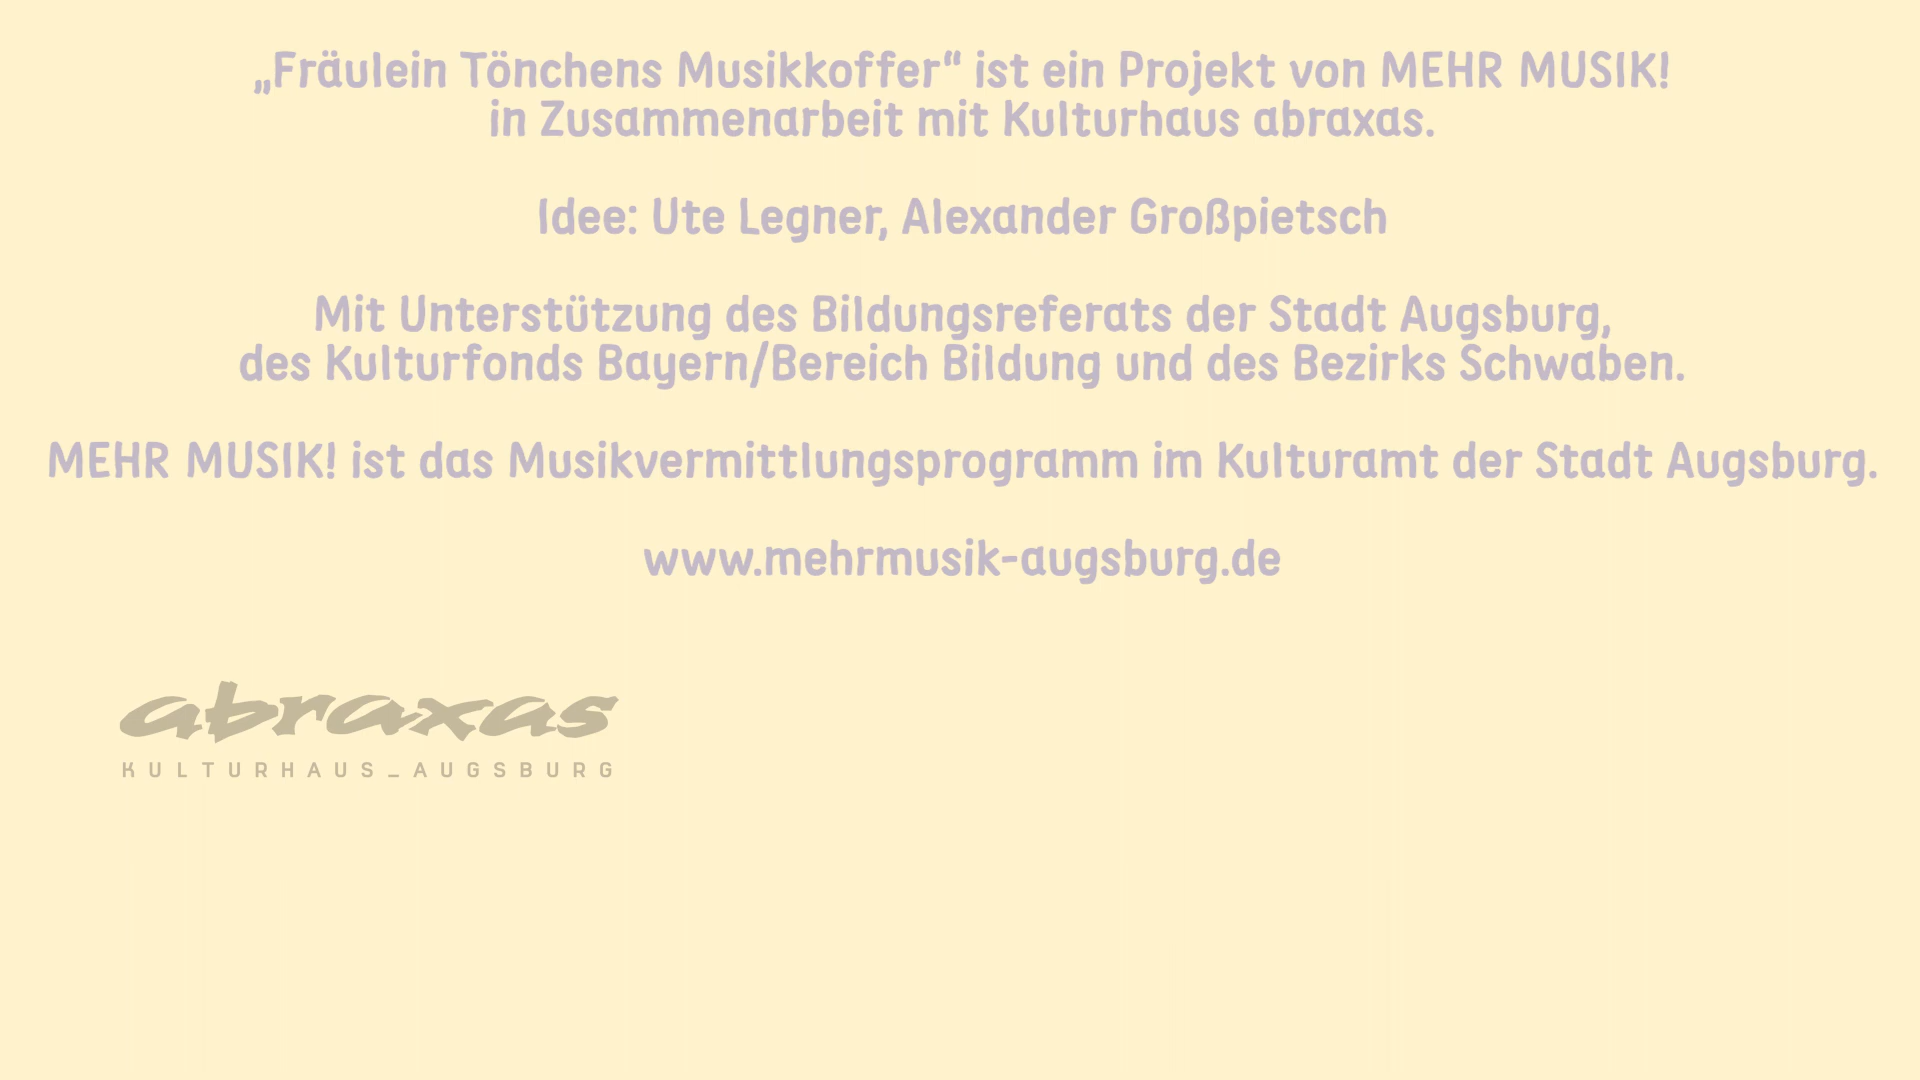 „Fräulein Tönchens Musikkoffer“ ist ein Projekt von MEHR MUSIK!
in Zusammenarbeit mit Kulturhaus abraxas.
Idee: Ute Legner, Alexander Großpietsch
Mit Unterstützung des Bildungsreferats der Stadt Augsburg,
des Kulturfonds Bayern/Bereich Bildung und des Bezirks Schwaben.
MEHR MUSIK! ist das Musikvermittlungsprogramm im Kulturamt der Stadt Augsburg.
www.mehrmusik-augsburg.de
abraxas
KULTURHAUS_AUGSBURG